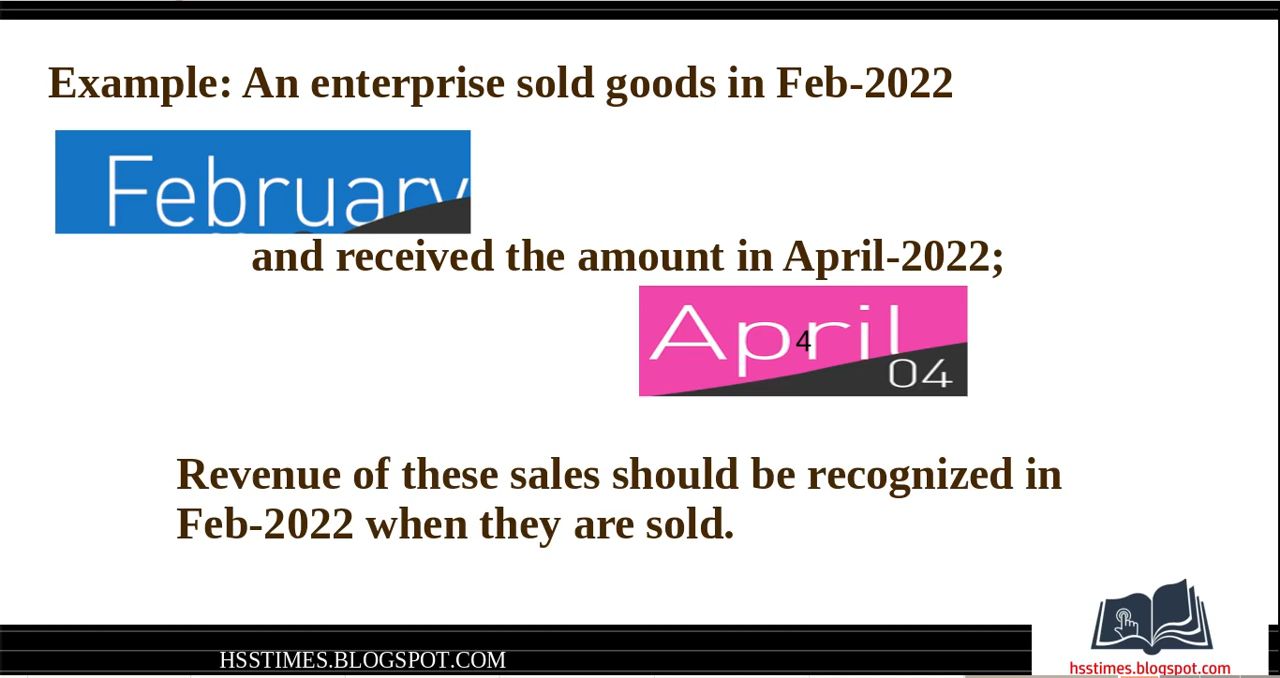 Example: An enterprise sold goods in Feb-2022
February
and received the amount in April-2022;
April
4
04
Revenue of these sales should be recognized in
Feb-2022 when they are sold.
HSSTIMES.BLOGSPOT.COM
hsstimes.blogspot.com